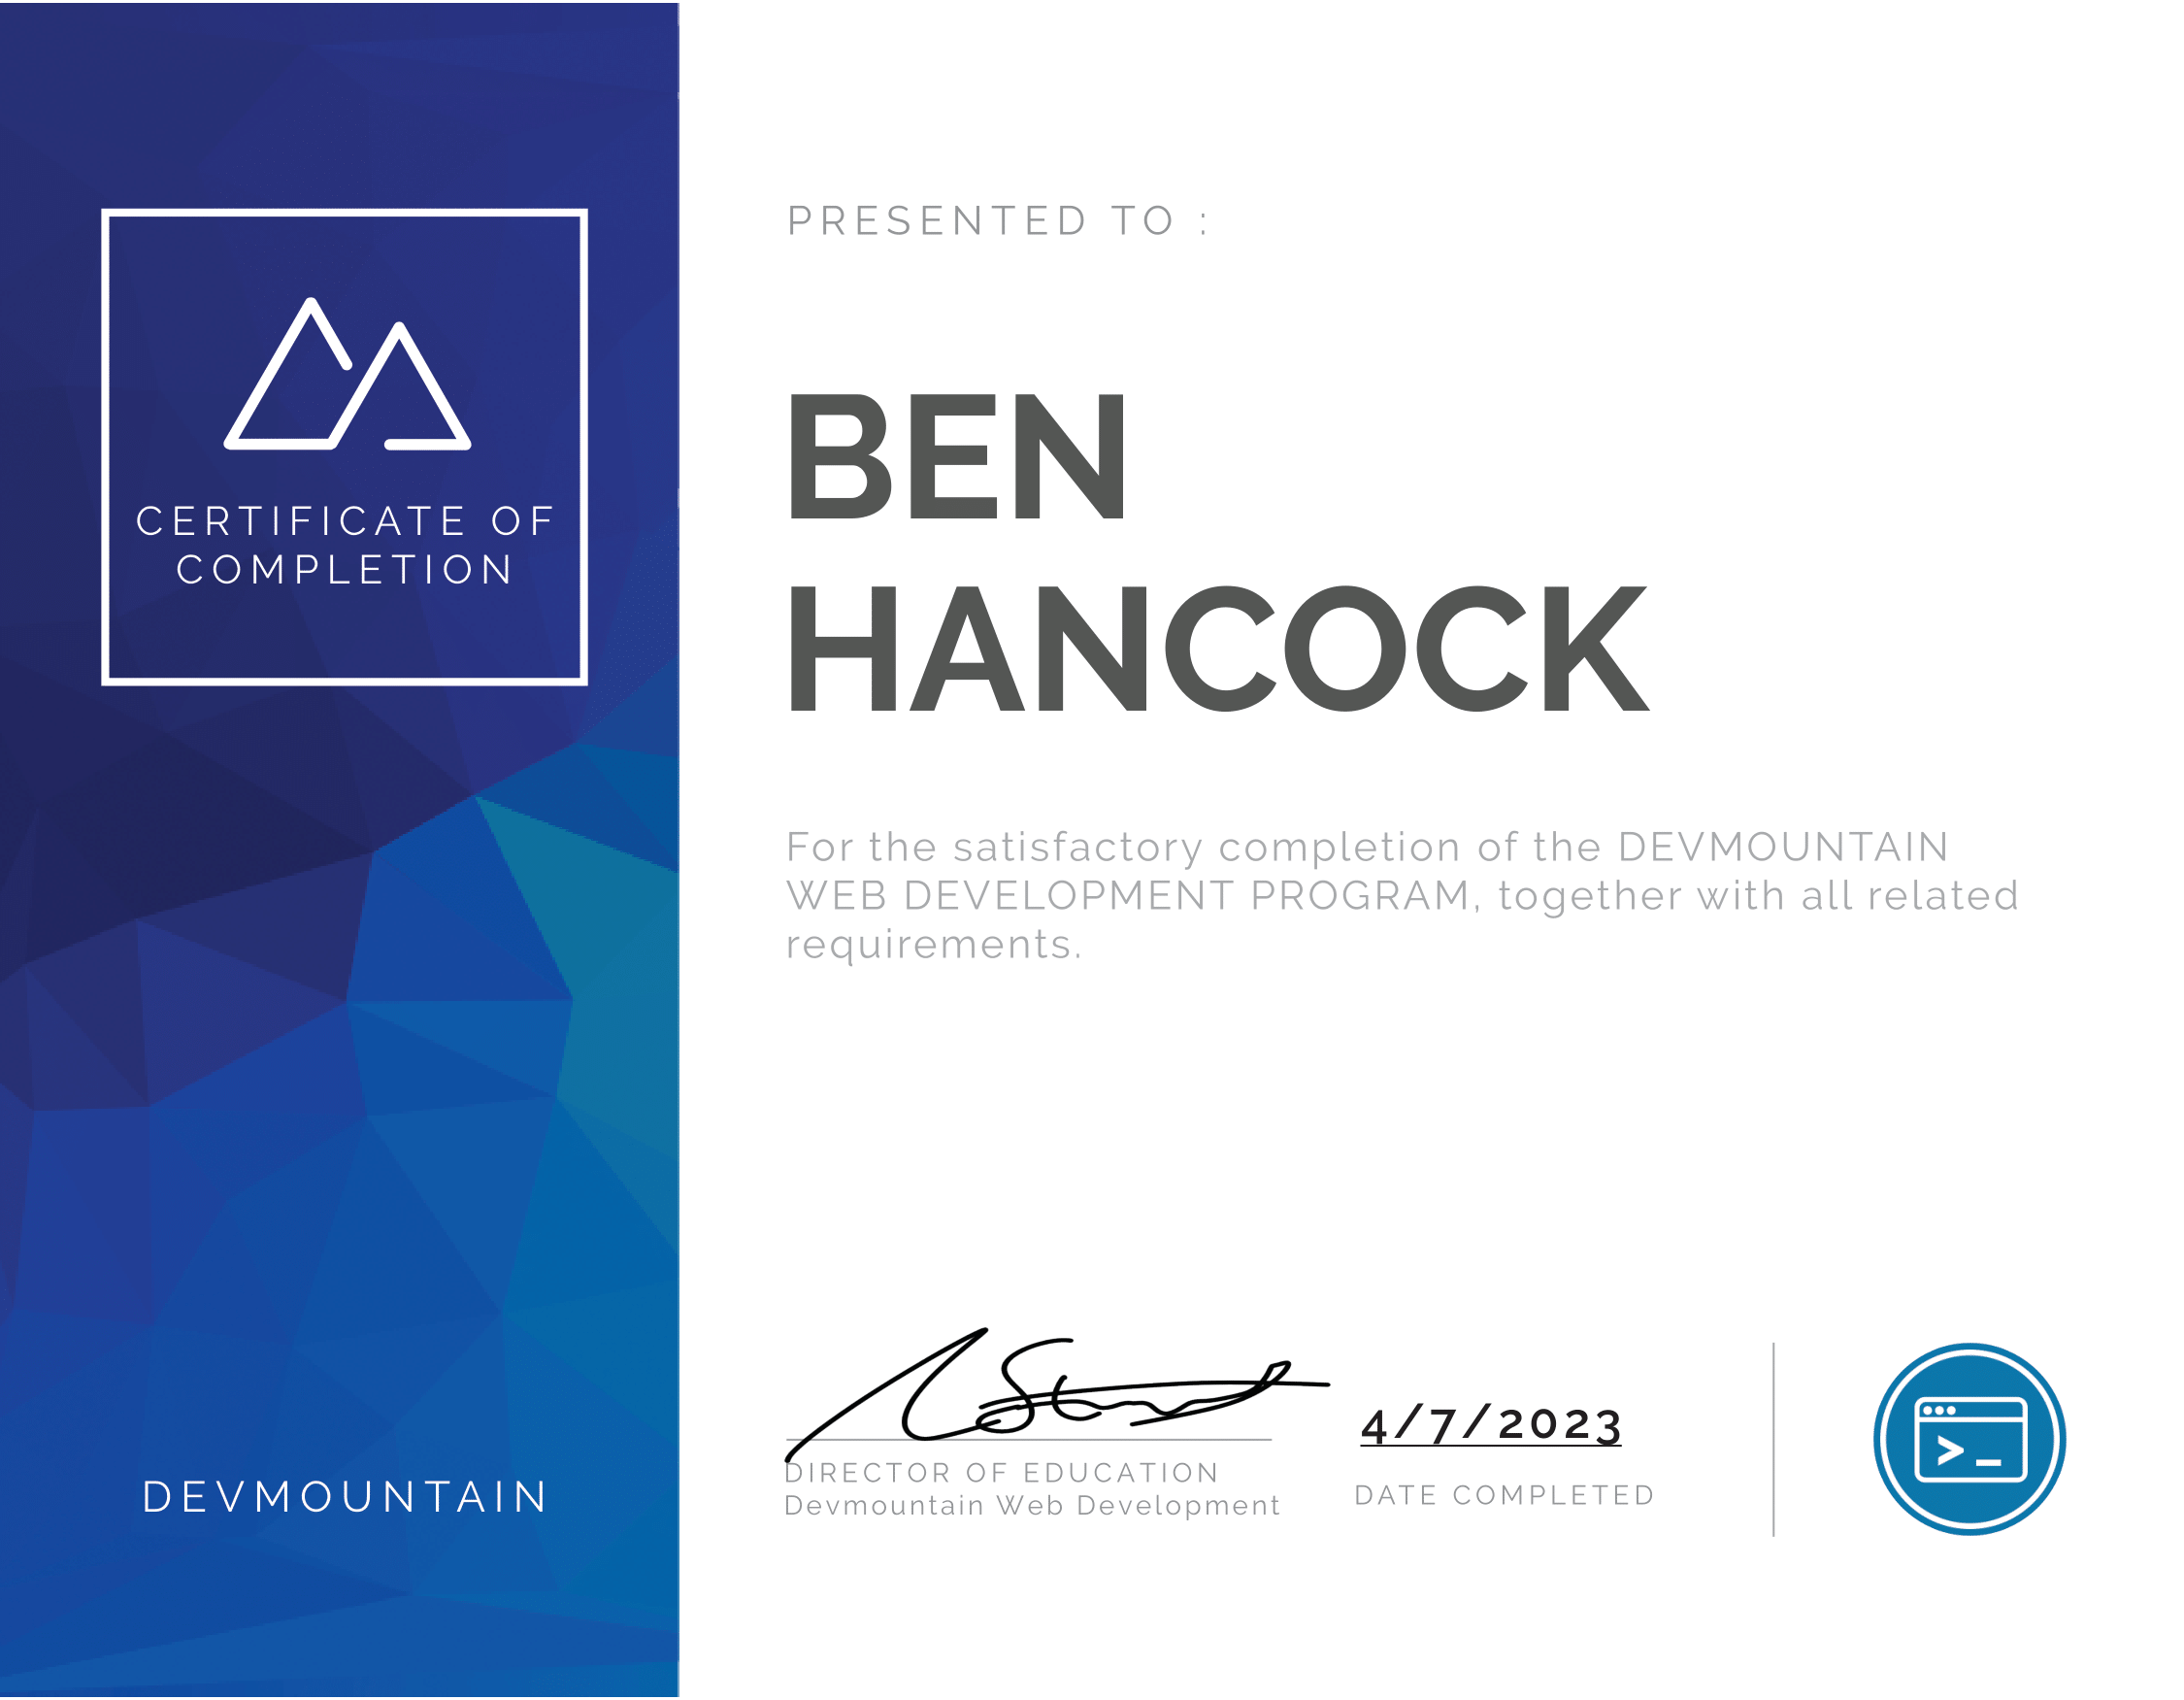 CERTIFICATE OF
COMPLETION
DEVMOUNTAIN
PRESENTED TO :
BEN
HANCOCK
For the satisfactory completion of the DEVMOUNTAIN
WEB DEVELOPMENT PROGRAM, together with all related
requirements.
DIRECTOR OF EDUCATION
Devmountain Web Development
4/7/2023
DATE COMPLETED
>_